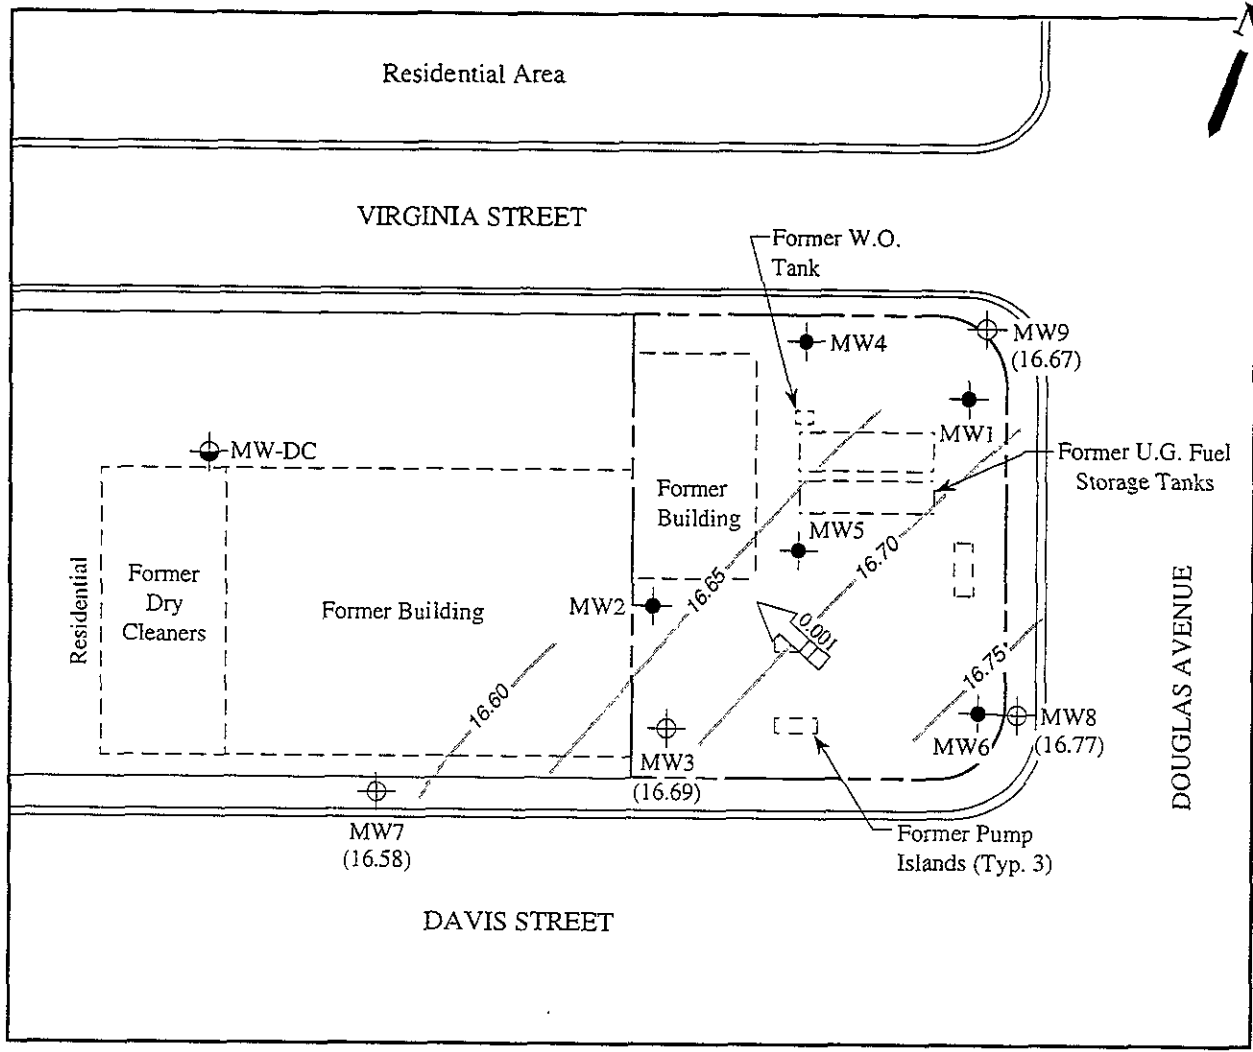 N
Residential Area
VIRGINIA STREET
Former W.O.
Tank
MW4
MW9
(16.67)
MW1
MW-DC
Former U.G. Fuel
Storage Tanks
Former
Building
MW5
16.70
16.65
Residential
Former
Dry
Cleaners
Former Building
MW2
0.001
16.75
16.60
MW3
(16.69)
MW6
MW8
(16.77)
DOUGLAS AVENUE
MW7
(16.58)
Former Pump
Islands (Typ. 3)
DAVIS STREET